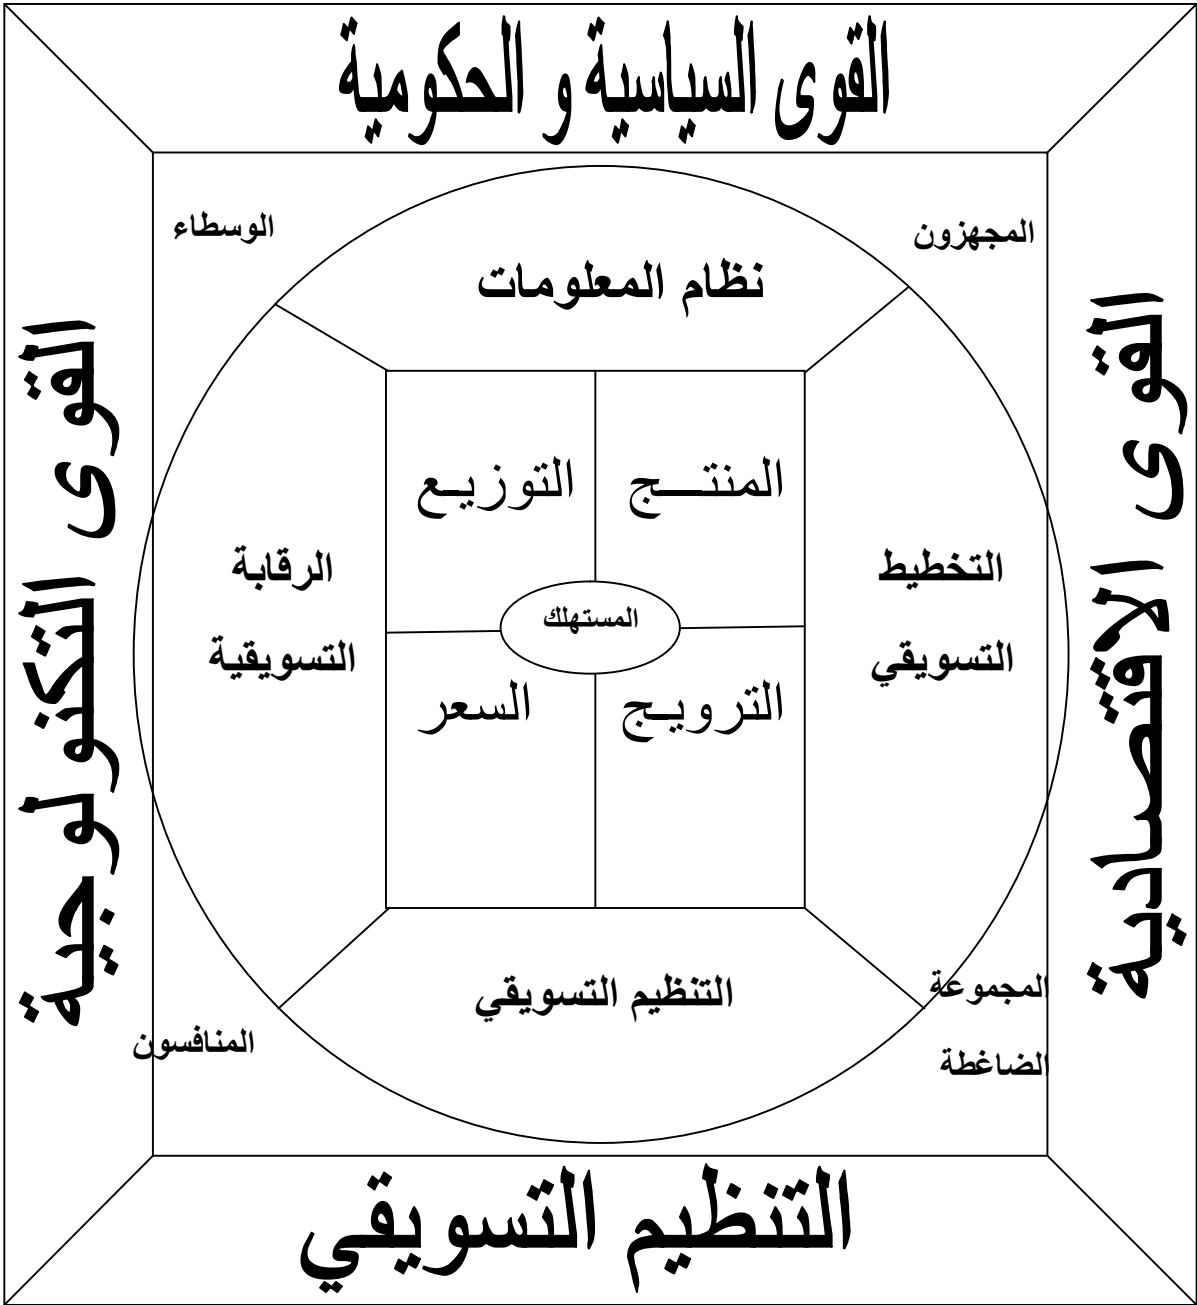 القوى السياسية و الحكومية
المجهزون
الوسطاء
نظام المعلومات
القوى الاقتصادية
القوى التكنولوجية
المنتـــج
التوزيـع
التخطيط
التسويقي
المستهلك
الرقابة
التسويقية
الترويـج
السعر
التنظيم التسويقي
المجموعة
الضاغطة
المنافسون
التنظيم التسويقي